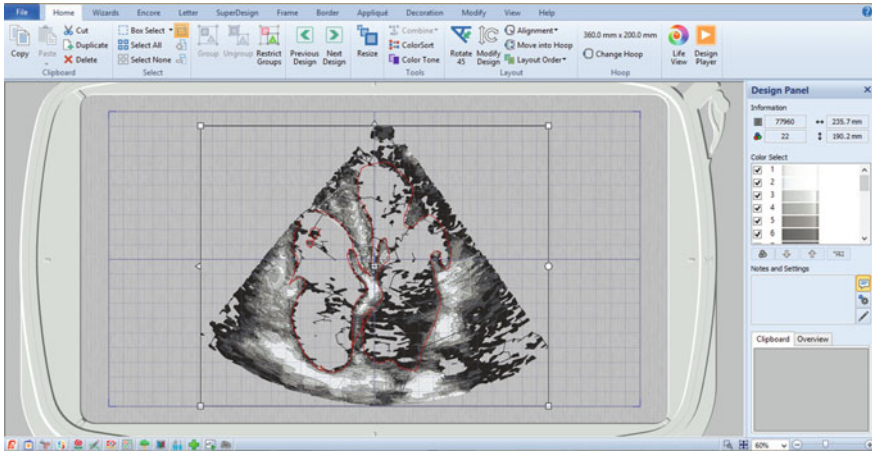 File Home Wizards Encore Letter SuperDesign Frame Border Appliqué Decoration Modify View Help
Copy
Paste
Cut
Duplicate
Delete
Clipboard
Box Select
Select All
Select None
Select
Group
Ungroup
Restrict
Groups
Previous
Design
Next
Design
Resize
Combine
ColorSort
Color Tone
Tools
Rotate
45
Modify
Design
Alignment
Move into Hoop
Layout Order
Layout
360.0 mm x 200.0 mm
Change Hoop
Hoop
Life
View
Design
Player
Design Panel
Information
77960 235.7 mm
22 190.2 mm
Color Select
1
2
3
4
5
6
Notes and Settings
Clipboard Overview
60%